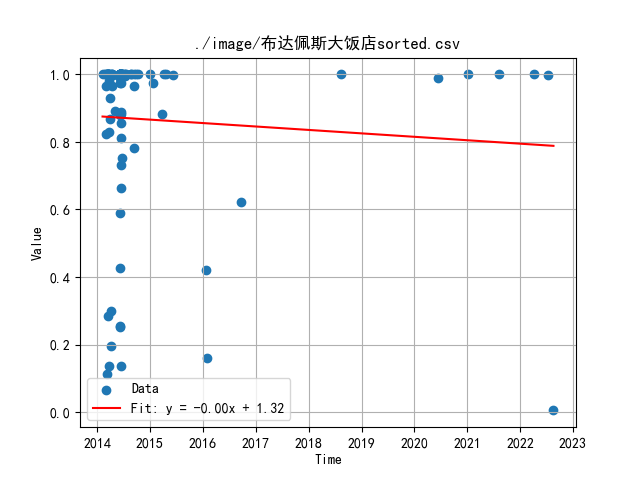 ./image/布达佩斯大饭店sorted.csv
1.0
0.8
0.6
0.4
0.2
0.0
Value
Data
Fit: y = -0.00x + 1.32
2014 2015 2016 2017 2018 2019 2020 2021 2022 2023
Time